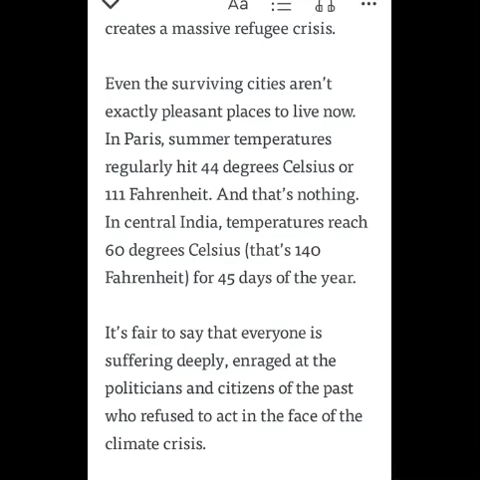 Aa
creates a massive refugee crisis.
Even the surviving cities aren't
exactly pleasant places to live now.
In Paris, summer temperatures
regularly hit 44 degrees Celsius or
111 Fahrenheit. And that's nothing.
In central India, temperatures reach
60 degrees Celsius (that's 140
Fahrenheit) for 45 days of the year.
It's fair to say that everyone is
suffering deeply, enraged at the
politicians and citizens of the past
who refused to act in the face of the
climate crisis.